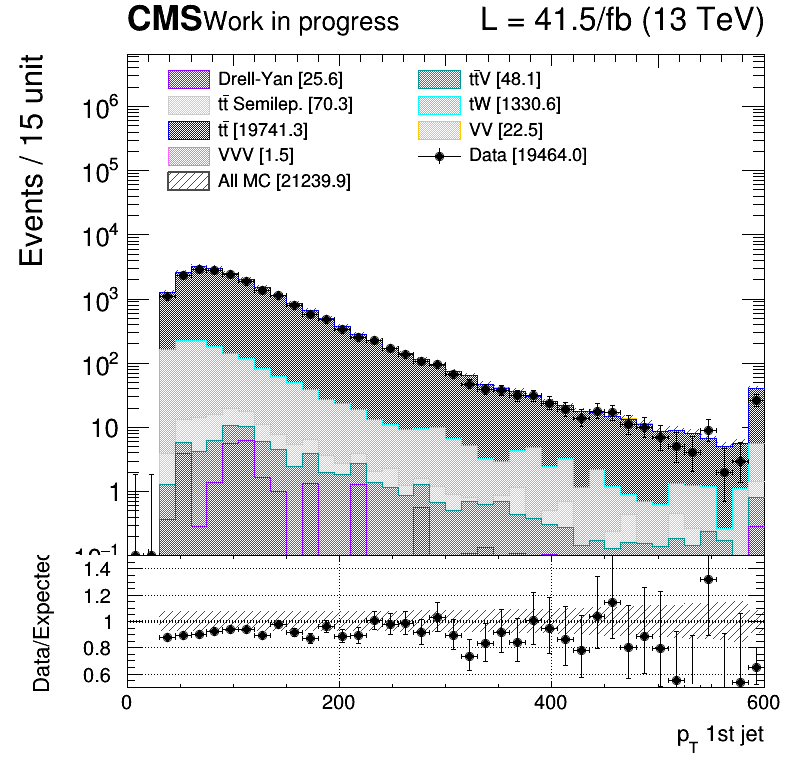 CMS Work in progress L = 41.5/fb (13 TeV)
Events / 15 unit
Drell-Yan [25.6]
tt̄ Semilep. [70.3]
tt̄ [19741.3]
VVV [1.5]
All MC [21239.9]
tt̄V [48.1]
tW [1330.6]
VV [22.5]
Data [19464.0]
10⁶
10⁵
10⁴
10³
10²
10
1
10⁻¹
Data/Expected
1.4
1.2
1
0.8
0.6
0 200 400 600
p_T 1st jet